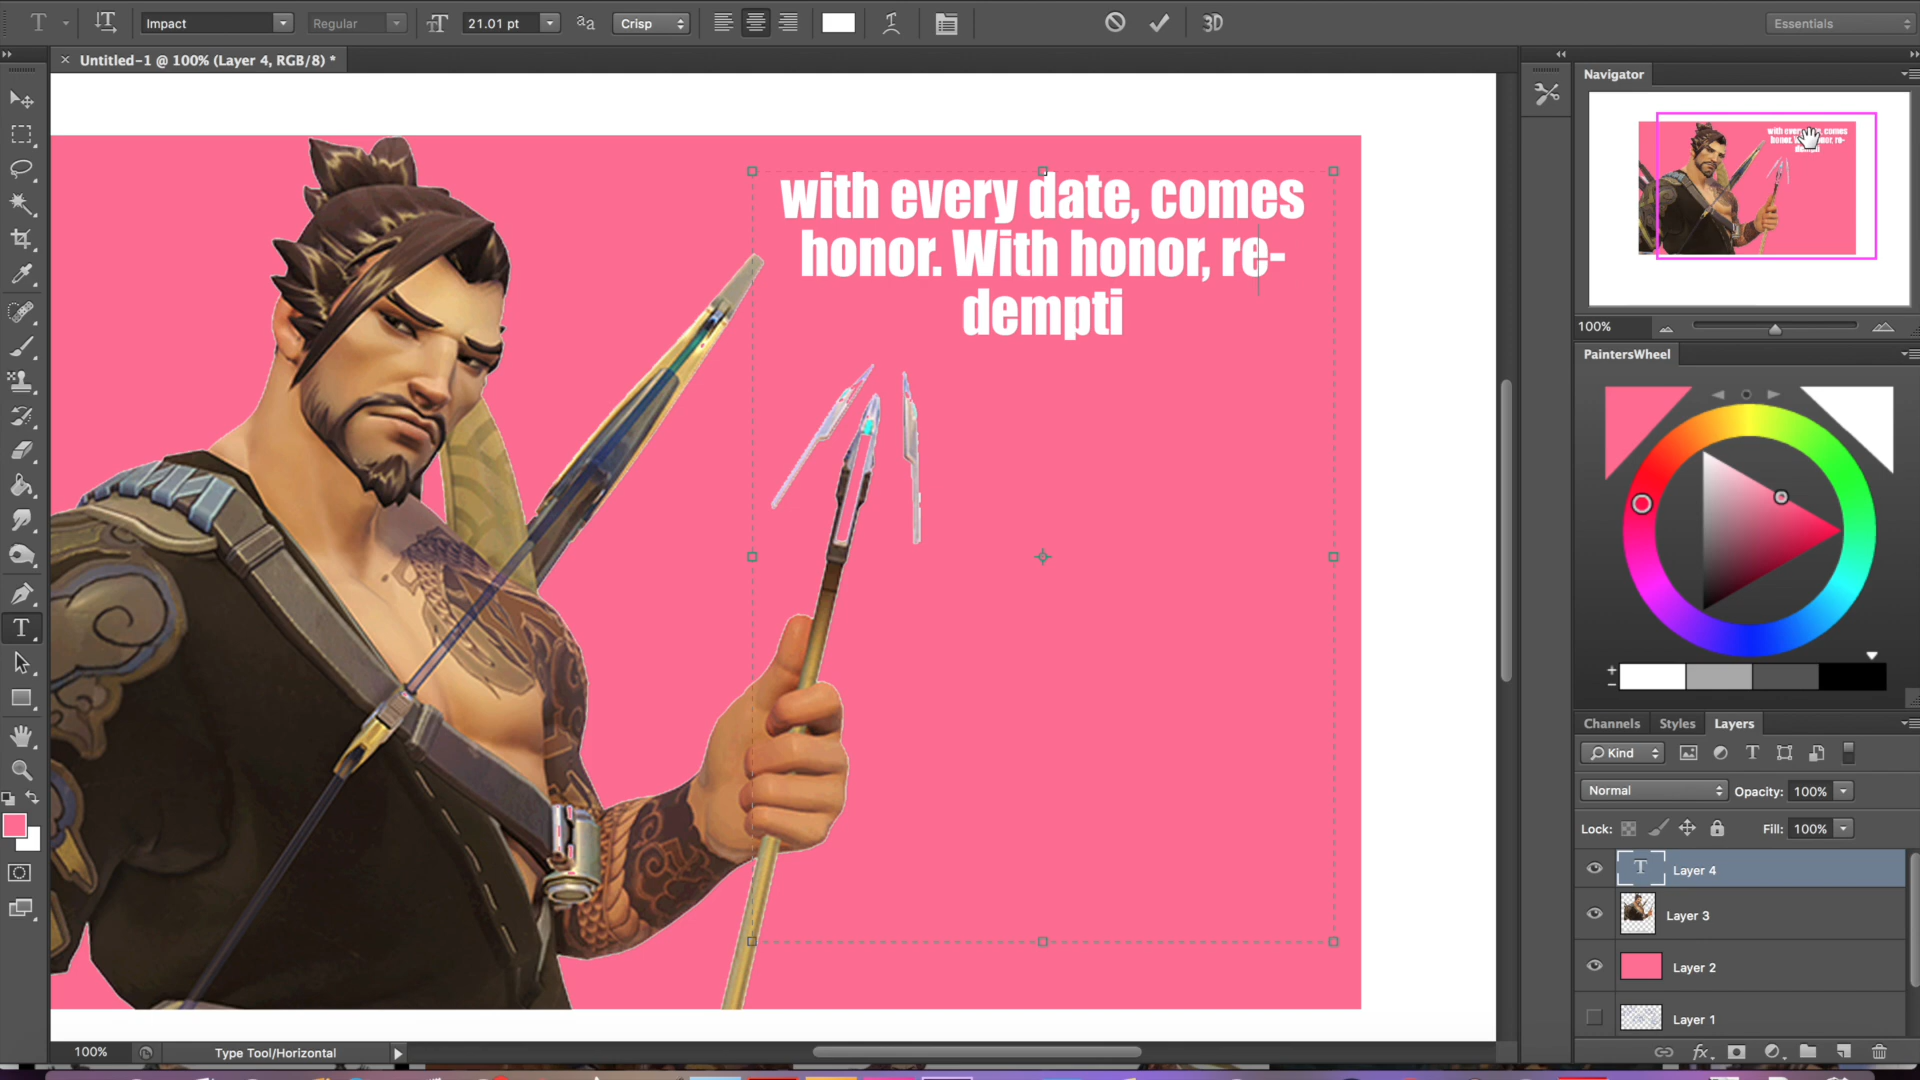 Impact
Regular
21.01 pt
Crisp
3D
Essentials
Untitled-1 @ 100% (Layer 4, RGB/8) *
Navigator
with every date, comes
honor. With honor, re-
dempti
100%
PaintersWheel
Channels
Styles
Layers
Kind
Normal
Opacity: 100%
Lock:
Fill: 100%
Layer 4
Layer 3
Layer 2
Layer 1
100%
Type Tool/Horizontal